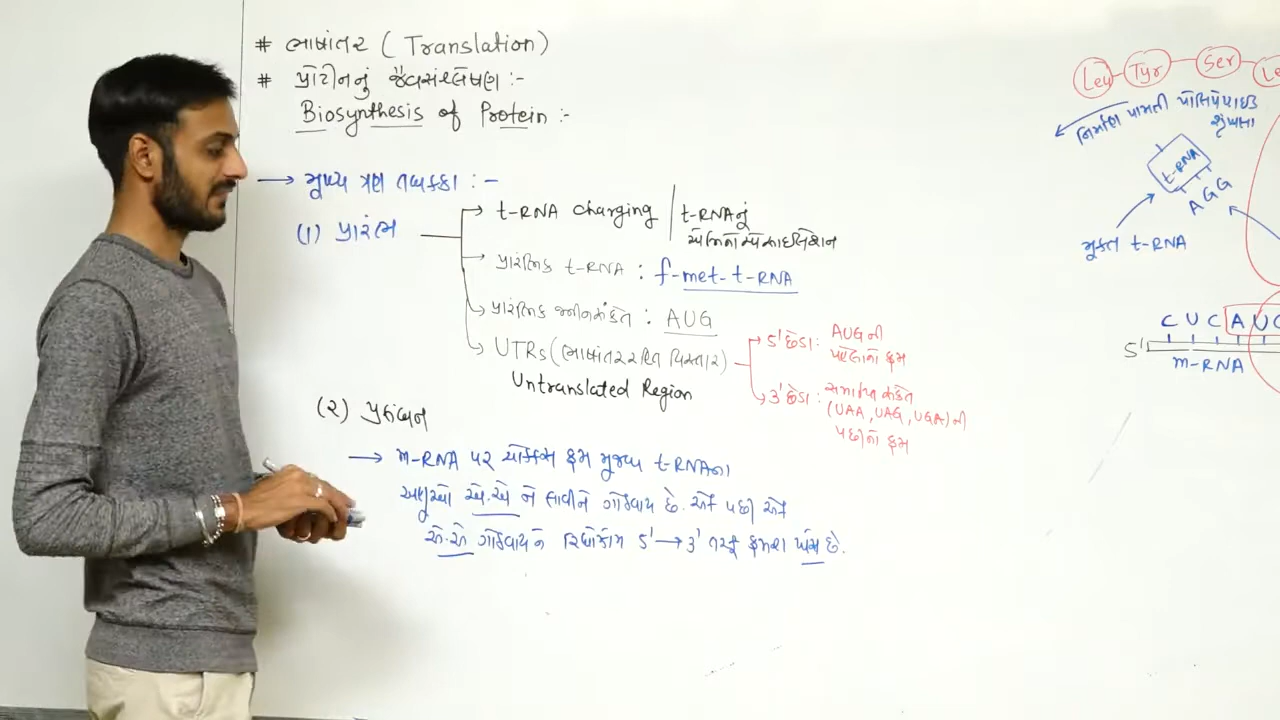 # ભાષાંતર ( Translation)
# પ્રોટીનનું જૈવસંશ્લેષણ :-
Biosynthesis of Protein :-
→ મુખ્ય ત્રણ તબક્કા :-
(1) પ્રારંભ
t-RNA charging | t-RNAનું
એમિનોએસાઇલેશન
પ્રારંભિક t-RNA : f-met-t-RNA
પ્રારંભિક જનીનસંકેત : AUG
UTRs (ભાષાંતરરહિત વિસ્તાર)
Untranslated Region
5' છેડા : AUGની
પહેલાનો ક્રમ
3' છેડા : સમાપ્તિ સંકેત
(UAA, UAG, UGA)ની
પછીનો ક્રમ
(૨) પ્રલંબન
→ m-RNA પર ચોક્કસ ક્રમ મુજબ t-RNAના
અણુઓ એ.એ ને લાવીને ગોઠવાય છે. એક પછી એક
એ.એ ગોઠવાય ને રિબોઝોમ 5' → 3' તરફ ક્રમશઃ ખસે છે.
Leu Tyr Ser
નિર્માણ પામતી પોલિપેપ્ટાઇડ
શૃંખલા
t-RNA
AGG
મુક્ત t-RNA
C U C A U C
5'
m-RNA